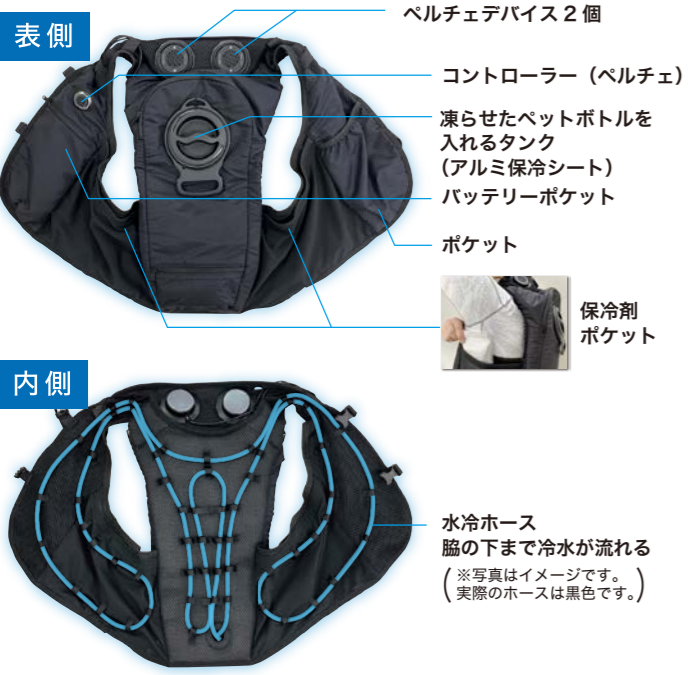 表側
ペルチェデバイス2個
コントローラー（ペルチェ）
凍らせたペットボトルを
入れるタンク
（アルミ保冷シート）
バッテリーポケット
ポケット
保冷剤
ポケット
内側
水冷ホース
脇の下まで冷水が流れる
（※写真はイメージです。
実際のホースは黒色です。）